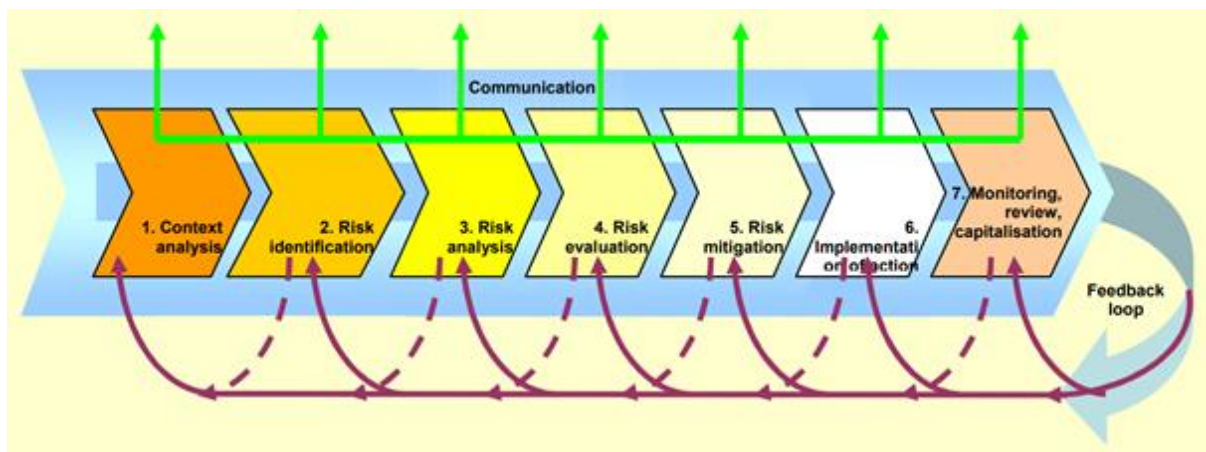 Communication
1. Context
analysis
2. Risk
identification
3. Risk
analysis
4. Risk
evaluation
5. Risk
mitigation
6.
Implementati
on of action
7. Monitoring,
review,
capitalisation
Feedback
loop